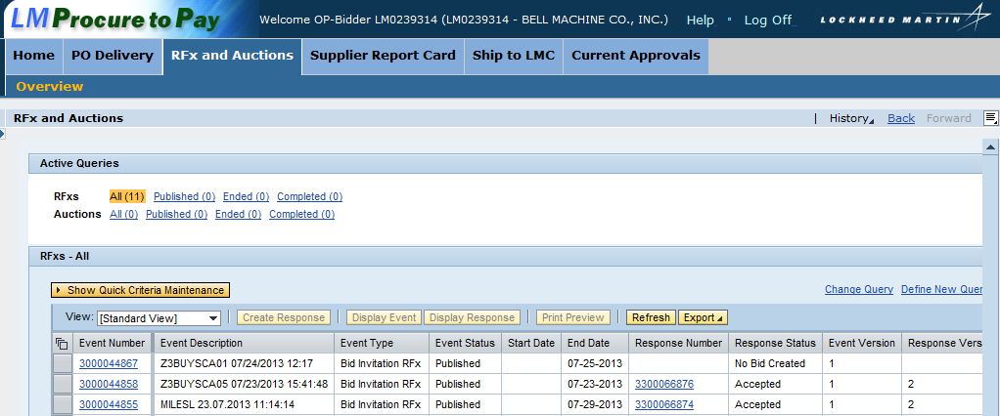 LM Procure to Pay Welcome OP-Bidder LM0239314 (LM0239314 - BELL MACHINE CO., INC.) Help Log Off LOCKHEED MARTIN
Home PO Delivery RFx and Auctions Supplier Report Card Ship to LMC Current Approvals
Overview
RFx and Auctions | History Back Forward
Active Queries
RFxs All (11) Published (0) Ended (0) Completed (0)
Auctions All (0) Published (0) Ended (0) Completed (0)
RFxs - All
Show Quick Criteria Maintenance Change Query Define New Quer
View: [Standard View] Create Response Display Event Display Response Print Preview Refresh Export
Event Number Event Description Event Type Event Status Start Date End Date Response Number Response Status Event Version Response Vers
3000044867 Z3BUYSCA01 07/24/2013 12:17 Bid Invitation RFx Published 07-25-2013 No Bid Created 1
3000044858 Z3BUYSCA05 07/23/2013 15:41:48 Bid Invitation RFx Published 07-23-2013 3300066876 Accepted 1 2
3000044855 MILESL 23.07.2013 11:14:14 Bid Invitation RFx Published 07-29-2013 3300066874 Accepted 1 2